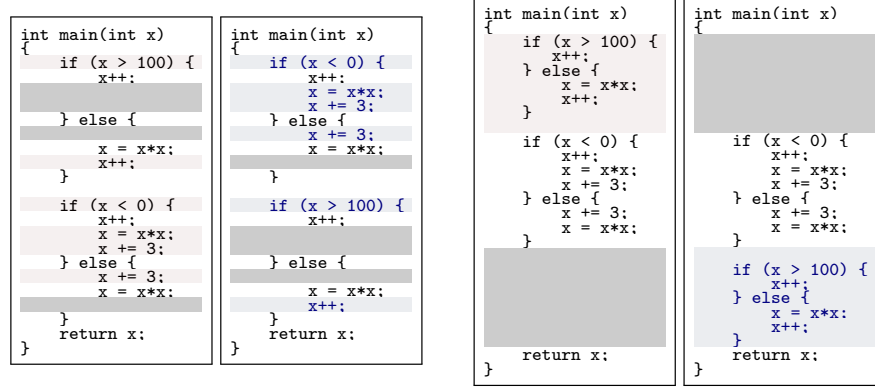 int main(int x)
{
    if (x > 100) {
        x++;
    } else {
        x = x*x;
        x++;
    }
    if (x < 0) {
        x++;
        x = x*x;
        x += 3;
    } else {
        x += 3;
        x = x*x;
    }
    return x;
}
int main(int x)
{
    if (x < 0) {
        x++;
        x = x*x;
        x += 3;
    } else {
        x += 3;
        x = x*x;
    }
    if (x > 100) {
        x++;
    } else {
        x = x*x;
        x++;
    }
    return x;
}
int main(int x)
{
    if (x > 100) {
       x++;
    } else {
        x = x*x;
        x++;
    }
    if (x < 0) {
        x++;
        x = x*x;
        x += 3;
    } else {
        x += 3;
        x = x*x;
    }
    return x;
}
int main(int x)
{
    if (x < 0) {
        x++;
        x = x*x;
        x += 3;
    } else {
        x += 3;
        x = x*x;
    }
    if (x > 100) {
        x++;
    } else {
        x = x*x;
        x++;
    }
    return x;
}